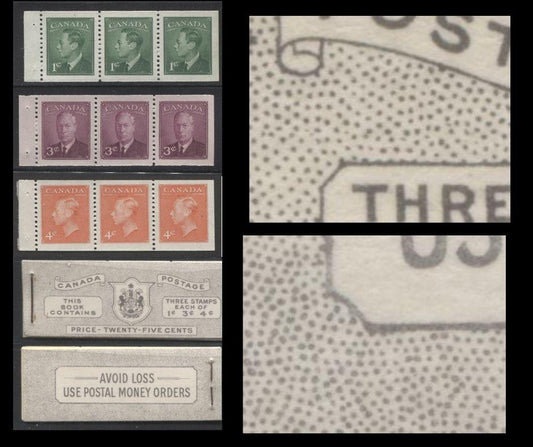 CANADA CANADA CANADA
1¢ 1¢ 1¢
CANADA CANADA CANADA
3¢ 3¢ 3¢
CANADA CANADA CANADA
4¢ 4¢ 4¢
CANADA POSTAGE
THIS BOOK CONTAINS
THREE STAMPS EACH OF 1¢ 3¢ 4¢
PRICE-TWENTY-FIVE CENTS
AVOID LOSS
USE POSTAL MONEY ORDERS
POST
THRE
US